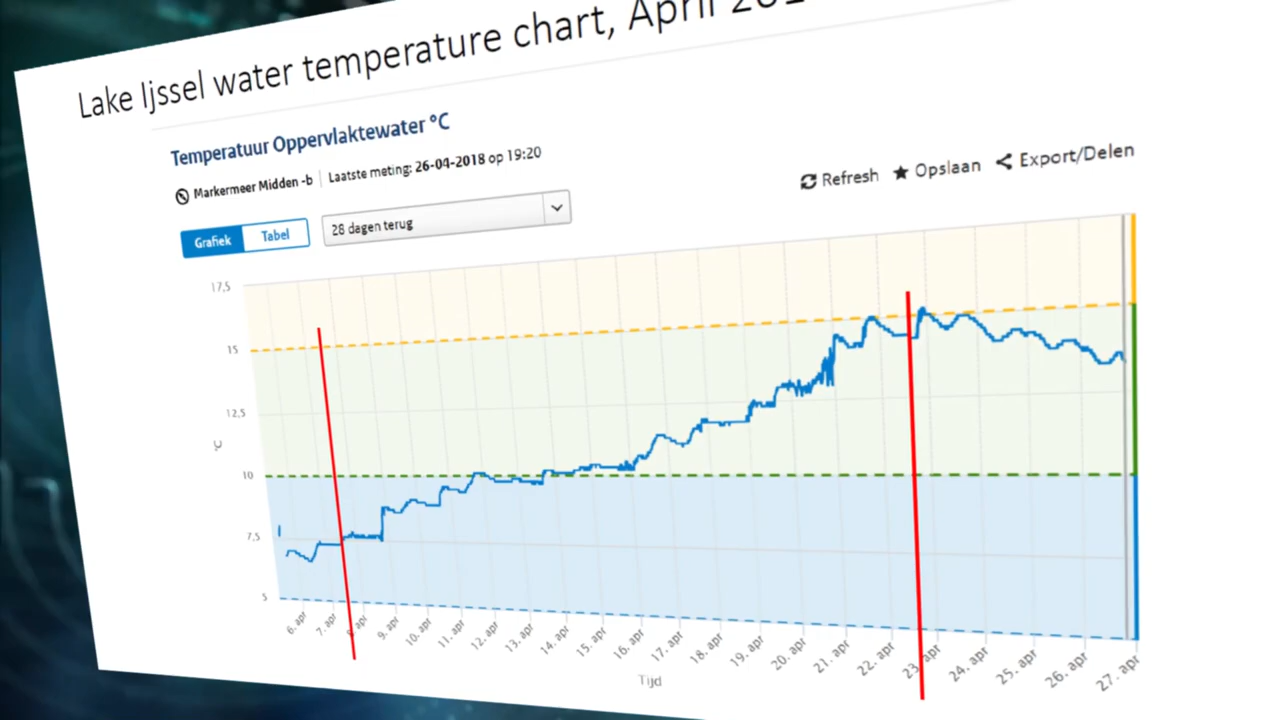 Lake Ijssel water temperature chart, April
Temperatuur Oppervlaktewater °C
Markermeer Midden -b | Laatste meting: 26-04-2018 op 19:20
Refresh Opslaan Export/Delen
Grafiek Tabel 28 dagen terug
17,5
15
12,5
°C
10
7,5
5
6. apr 7. apr 8. apr 9. apr 10. apr 11. apr 12. apr 13. apr 14. apr 15. apr 16. apr 17. apr 18. apr 19. apr 20. apr 21. apr 22. apr 23. apr 24. apr 25. apr 26. apr 27. apr
Tijd